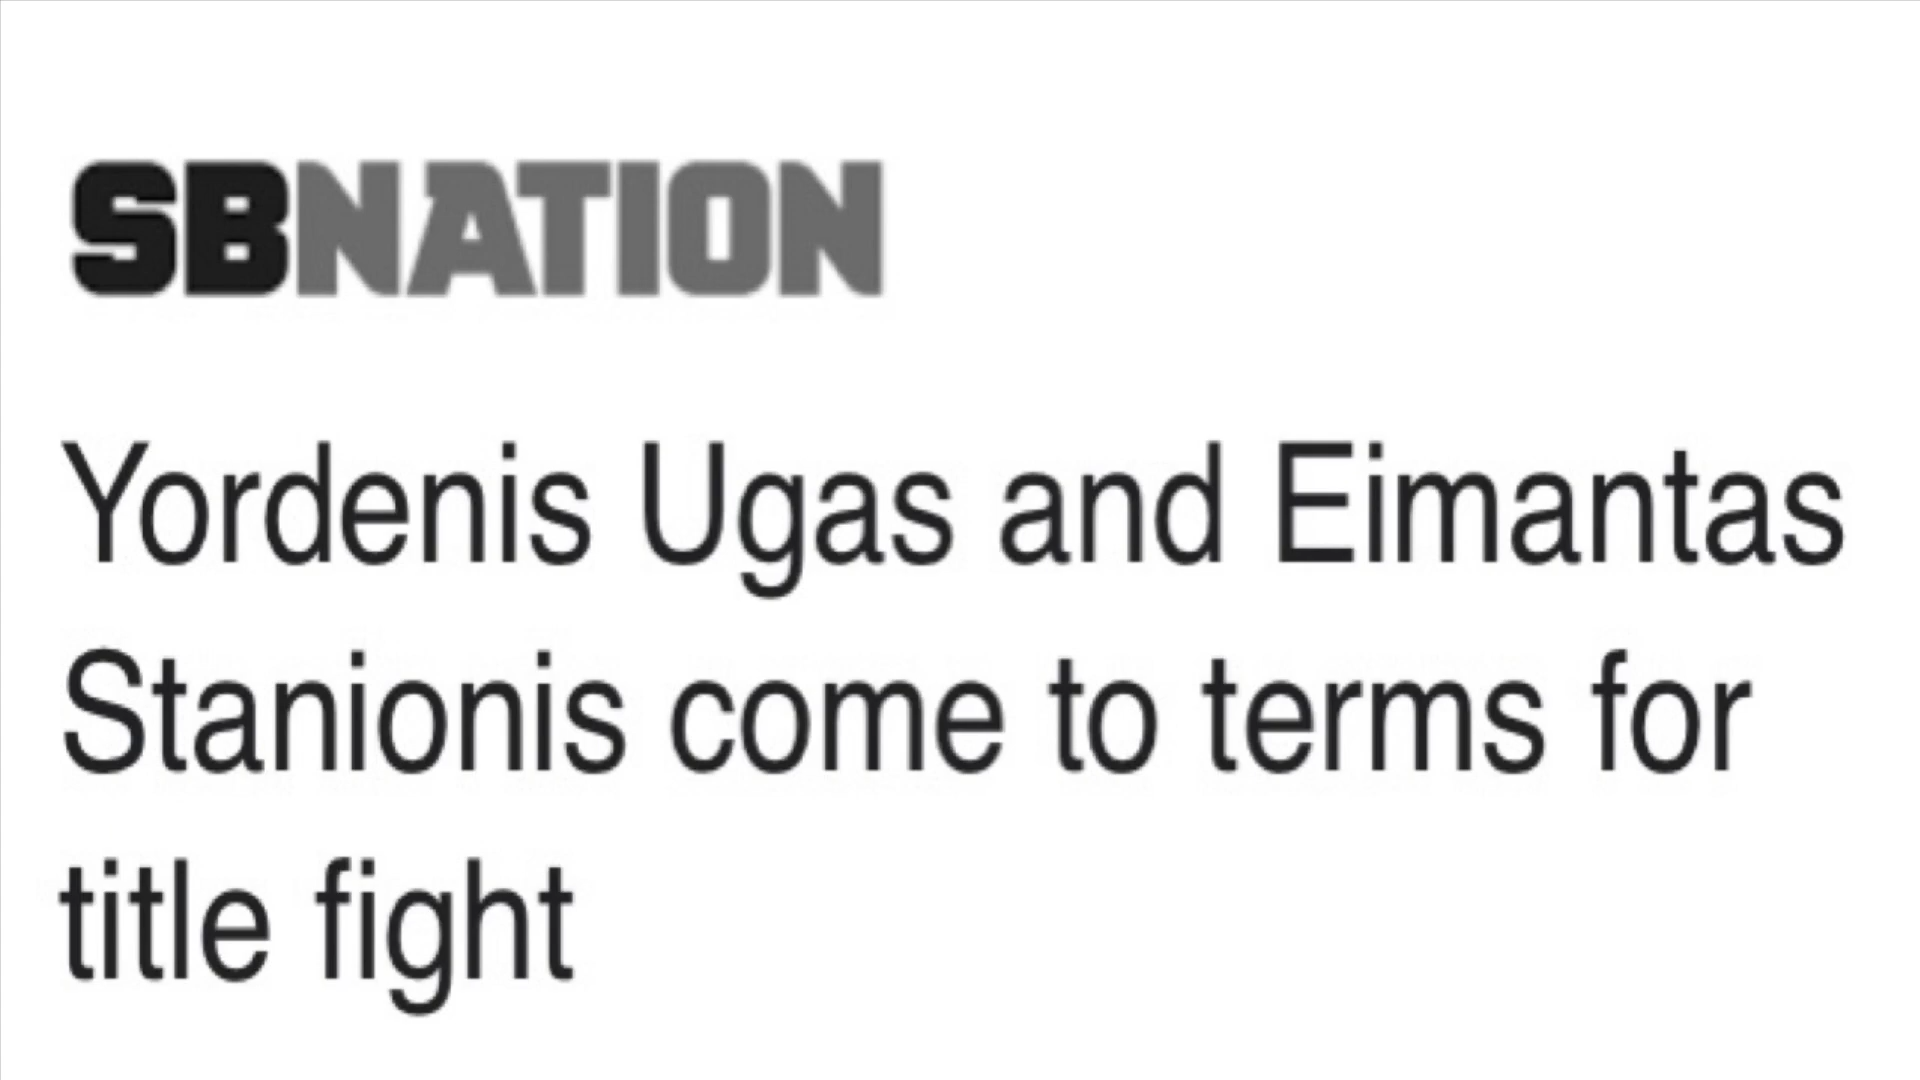 SBNATION
Yordenis Ugas and Eimantas
Stanionis come to terms for
title fight